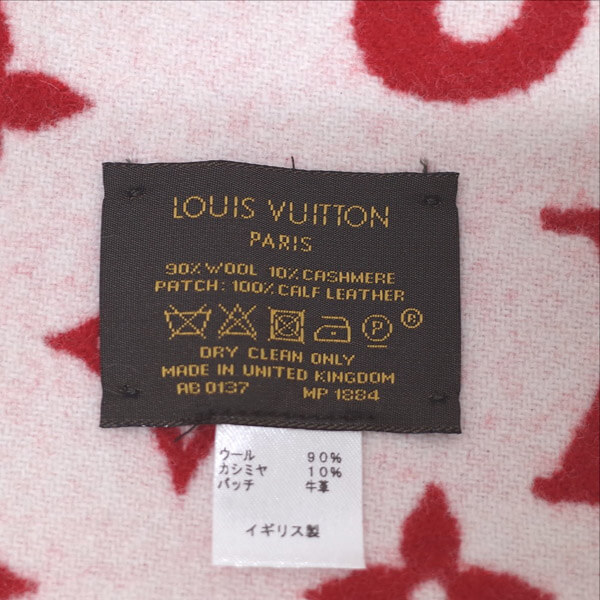 LOUIS VUITTON
PARIS
90% WOOL 10% CASHMERE
PATCH: 100% CALF LEATHER
P ®
DRY CLEAN ONLY
MADE IN UNITED KINGDOM
AB 0137 MP 1884
ウール 90%
カシミヤ 10%
パッチ 牛革
イギリス製